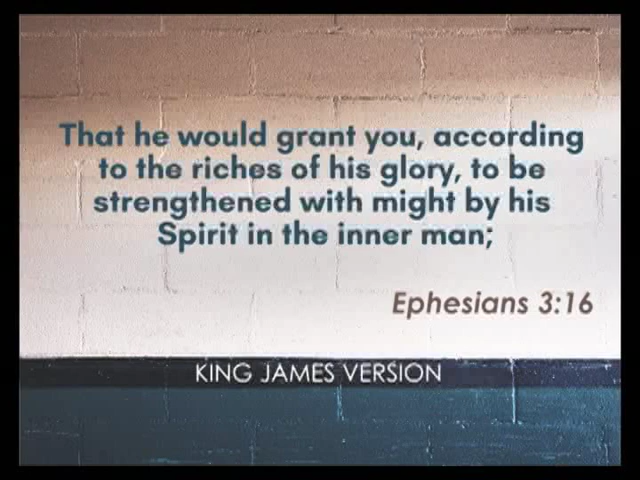 That he would grant you, according
to the riches of his glory, to be
strengthened with might by his
Spirit in the inner man;
Ephesians 3:16
KING JAMES VERSION